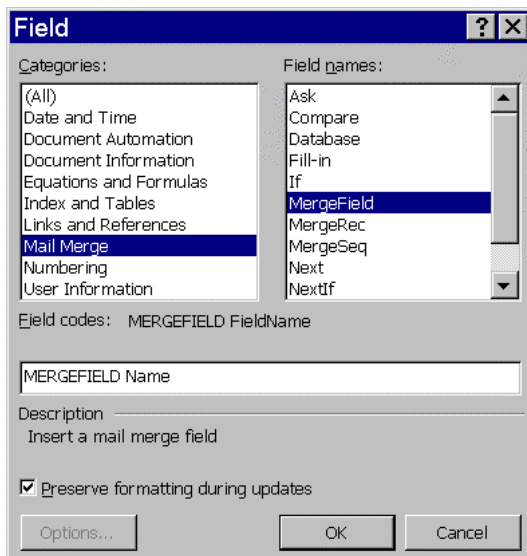 Field
Categories:
Field names:
(All)
Date and Time
Document Automation
Document Information
Equations and Formulas
Index and Tables
Links and References
Mail Merge
Numbering
User Information
Ask
Compare
Database
Fill-in
If
MergeField
MergeRec
MergeSeq
Next
NextIf
Field codes: MERGEFIELD FieldName
MERGEFIELD Name
Description
Insert a mail merge field
Preserve formatting during updates
Options...
OK
Cancel